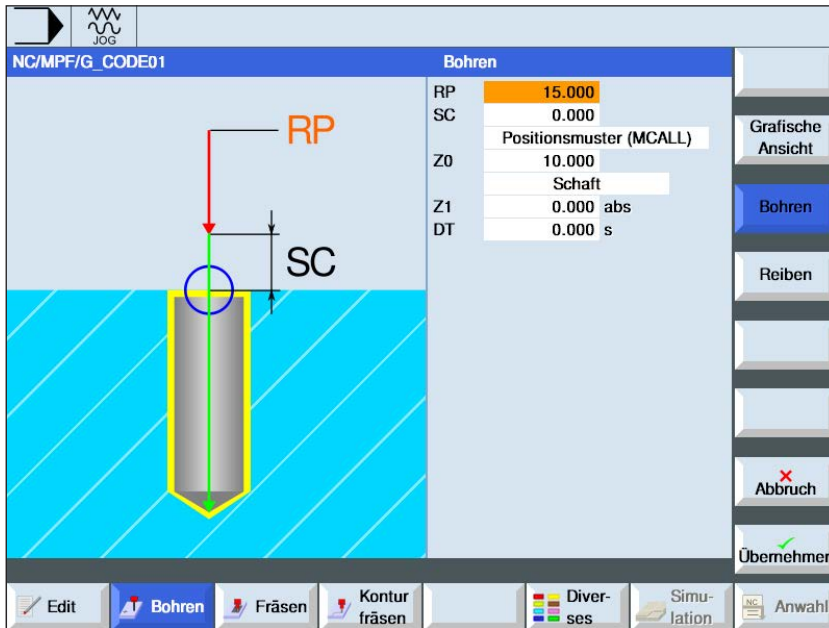 JOG
NC/MPF/G_CODE01
Bohren
RP
SC
RP 15.000
SC 0.000
Positionsmuster (MCALL)
Z0 10.000
Schaft
Z1 0.000 abs
DT 0.000 s
Grafische
Ansicht
Bohren
Reiben
Abbruch
Übernehmen
Edit
Bohren
Fräsen
Kontur
fräsen
Diver-
ses
Simu-
lation
NC
Anwahl